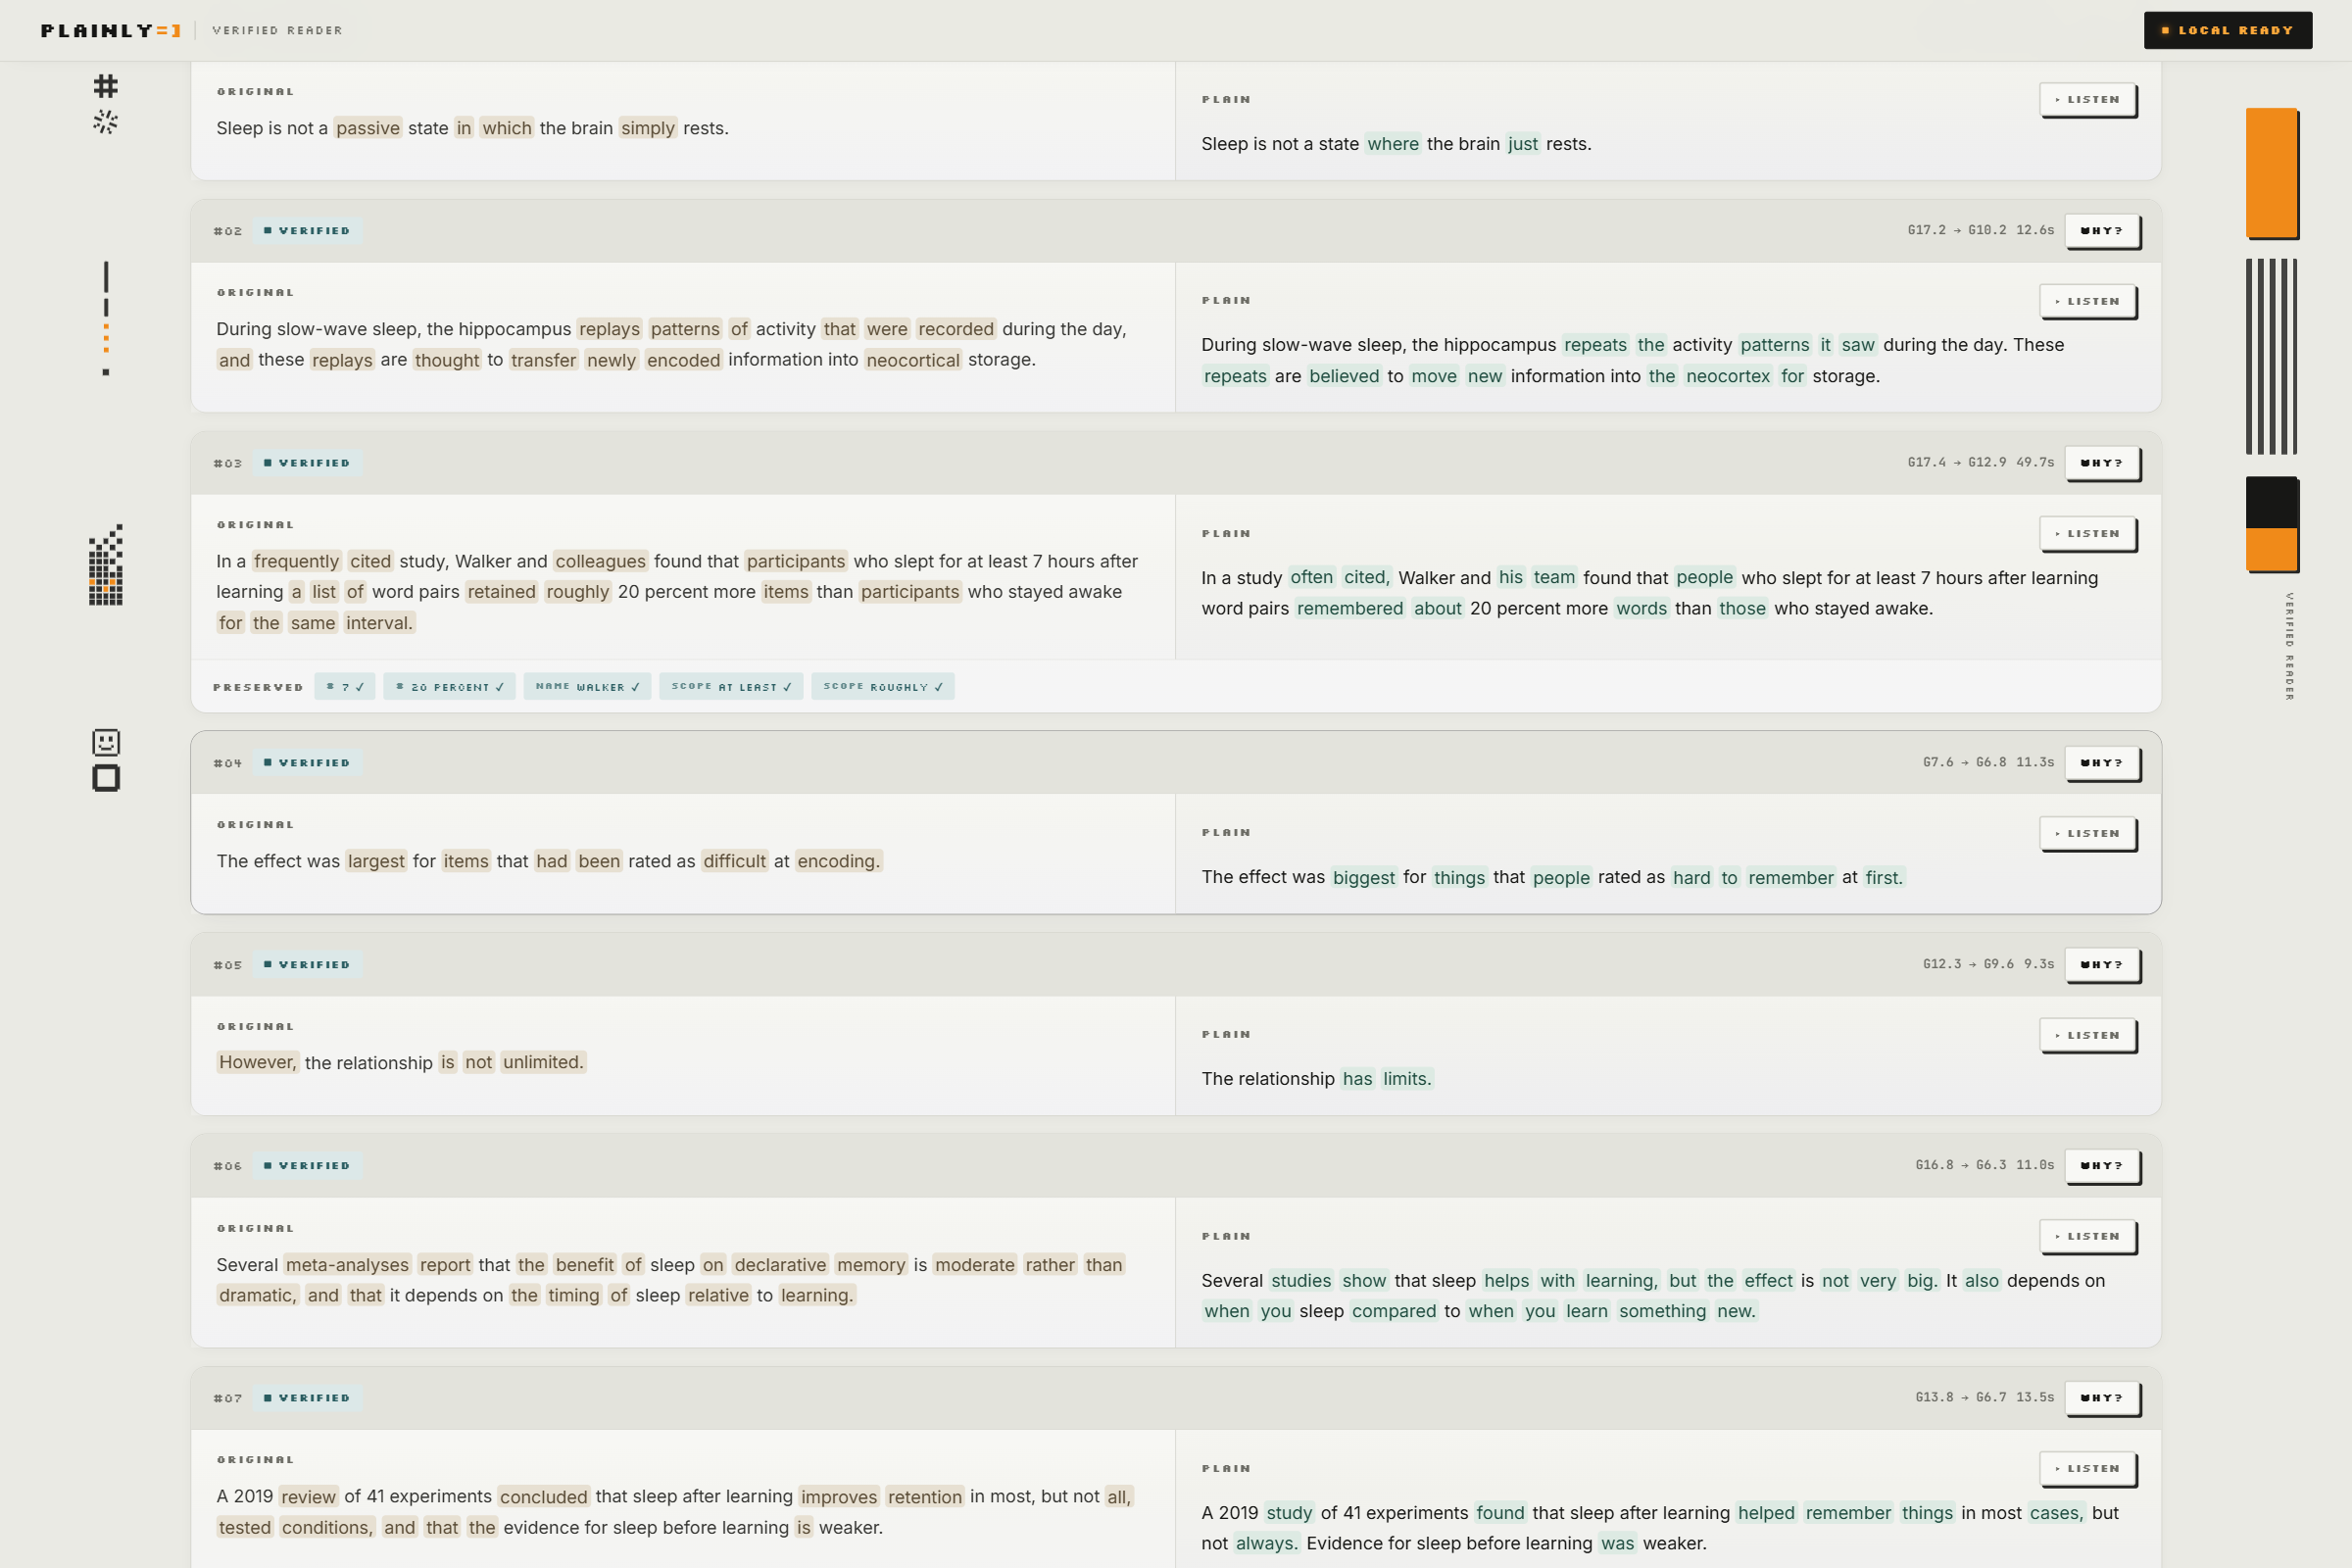 PLAINLY=] VERIFIED READER
LOCAL READY
ORIGINAL
Sleep is not a passive state in which the brain simply rests.
PLAIN
▸ LISTEN
Sleep is not a state where the brain just rests.
#02 ■ VERIFIED
G17.2 → G10.2 12.6s WHY?
ORIGINAL
During slow-wave sleep, the hippocampus replays patterns of activity that were recorded during the day,
and these replays are thought to transfer newly encoded information into neocortical storage.
PLAIN
▸ LISTEN
During slow-wave sleep, the hippocampus repeats the activity patterns it saw during the day. These
repeats are believed to move new information into the neocortex for storage.
#03 ■ VERIFIED
G17.4 → G12.9 49.7s WHY?
ORIGINAL
In a frequently cited study, Walker and colleagues found that participants who slept for at least 7 hours after
learning a list of word pairs retained roughly 20 percent more items than participants who stayed awake
for the same interval.
PLAIN
▸ LISTEN
In a study often cited, Walker and his team found that people who slept for at least 7 hours after learning
word pairs remembered about 20 percent more words than those who stayed awake.
PRESERVED # 7 ✓ # 20 PERCENT ✓ NAME WALKER ✓ SCOPE AT LEAST ✓ SCOPE ROUGHLY ✓
#04 ■ VERIFIED
G7.6 → G6.8 11.3s WHY?
ORIGINAL
The effect was largest for items that had been rated as difficult at encoding.
PLAIN
▸ LISTEN
The effect was biggest for things that people rated as hard to remember at first.
#05 ■ VERIFIED
G12.3 → G9.6 9.3s WHY?
ORIGINAL
However, the relationship is not unlimited.
PLAIN
▸ LISTEN
The relationship has limits.
#06 ■ VERIFIED
G16.8 → G6.3 11.0s WHY?
ORIGINAL
Several meta-analyses report that the benefit of sleep on declarative memory is moderate rather than
dramatic, and that it depends on the timing of sleep relative to learning.
PLAIN
▸ LISTEN
Several studies show that sleep helps with learning, but the effect is not very big. It also depends on
when you sleep compared to when you learn something new.
#07 ■ VERIFIED
G13.8 → G6.7 13.5s WHY?
ORIGINAL
A 2019 review of 41 experiments concluded that sleep after learning improves retention in most, but not all,
tested conditions, and that the evidence for sleep before learning is weaker.
PLAIN
▸ LISTEN
A 2019 study of 41 experiments found that sleep after learning helped remember things in most cases, but
not always. Evidence for sleep before learning was weaker.
VERIFIED READER